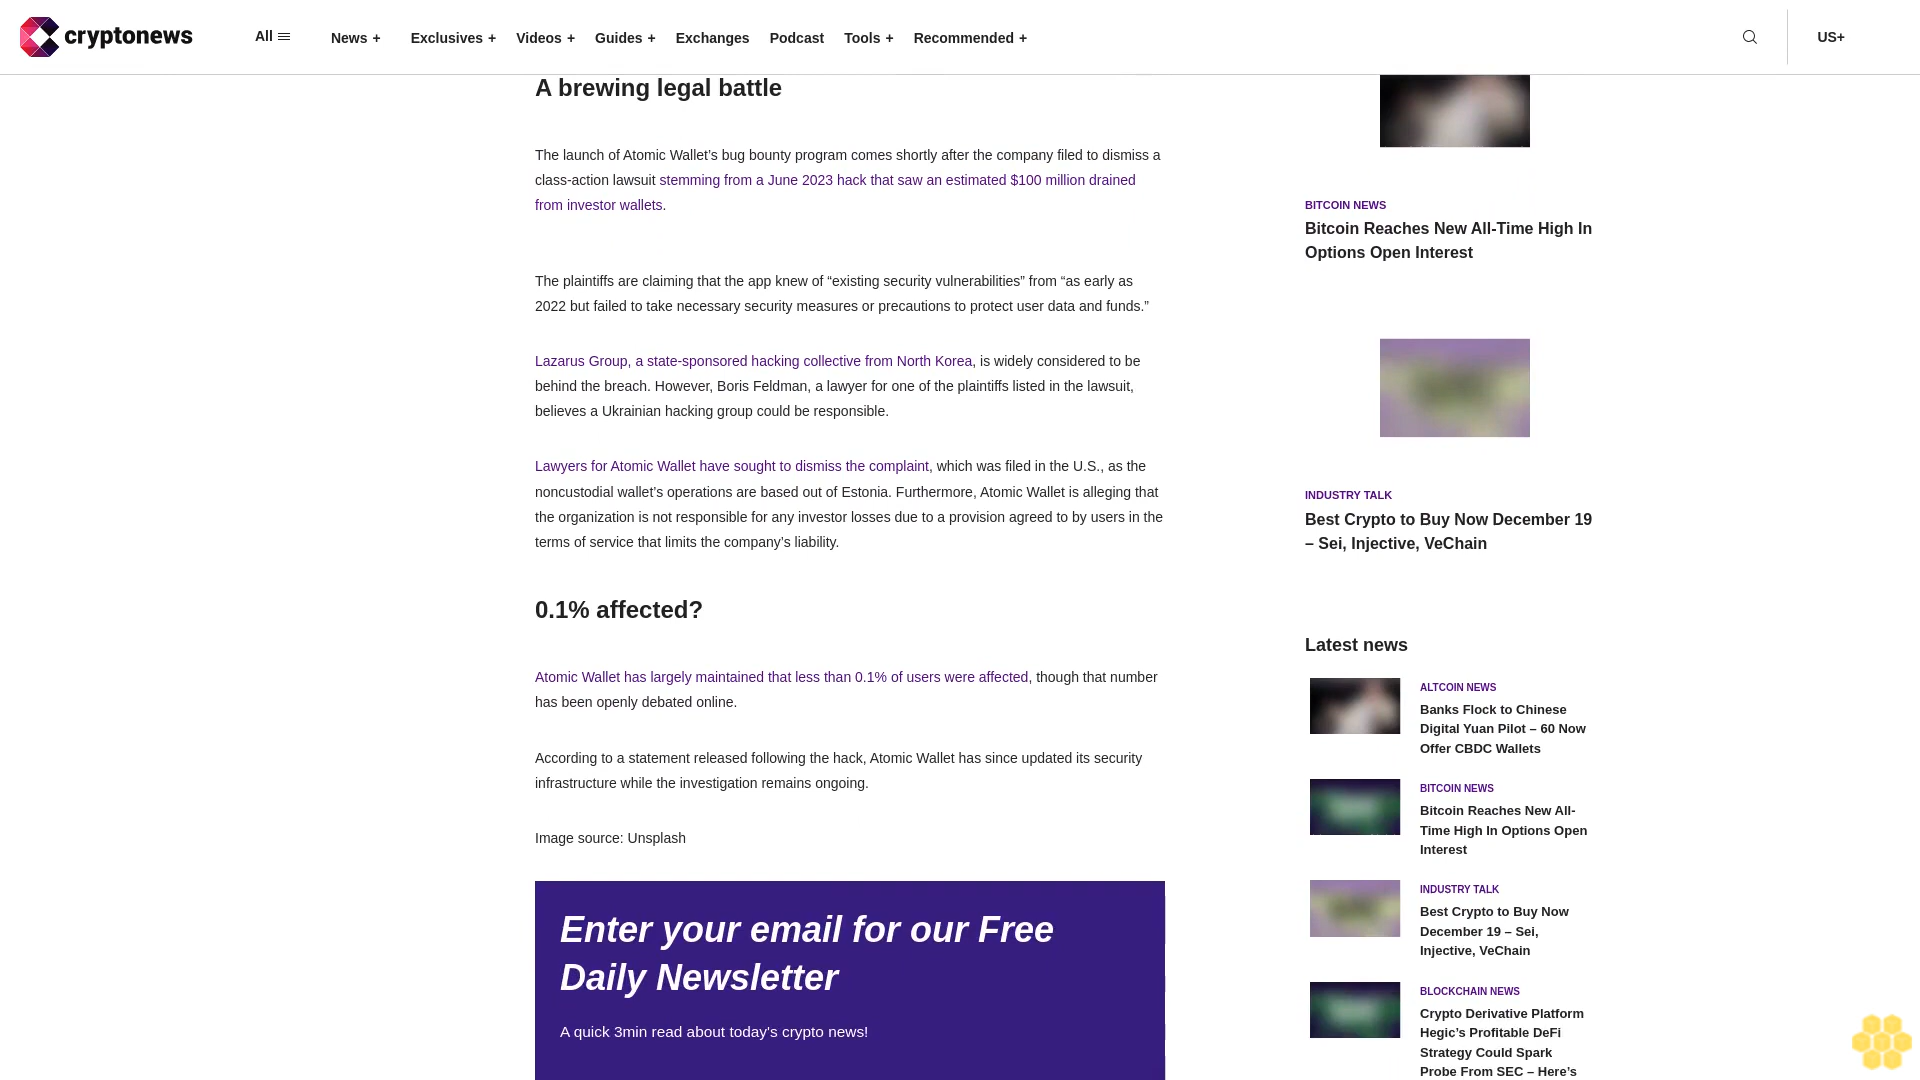 cryptonews
All
News +
Exclusives +
Videos +
Guides +
Exchanges
Podcast
Tools +
Recommended +
US+
A brewing legal battle
The launch of Atomic Wallet’s bug bounty program comes shortly after the company filed to dismiss a
class-action lawsuit stemming from a June 2023 hack that saw an estimated $100 million drained
from investor wallets.
The plaintiffs are claiming that the app knew of “existing security vulnerabilities” from “as early as
2022 but failed to take necessary security measures or precautions to protect user data and funds.”
Lazarus Group, a state-sponsored hacking collective from North Korea, is widely considered to be
behind the breach. However, Boris Feldman, a lawyer for one of the plaintiffs listed in the lawsuit,
believes a Ukrainian hacking group could be responsible.
Lawyers for Atomic Wallet have sought to dismiss the complaint, which was filed in the U.S., as the
noncustodial wallet’s operations are based out of Estonia. Furthermore, Atomic Wallet is alleging that
the organization is not responsible for any investor losses due to a provision agreed to by users in the
terms of service that limits the company’s liability.
0.1% affected?
Atomic Wallet has largely maintained that less than 0.1% of users were affected, though that number
has been openly debated online.
According to a statement released following the hack, Atomic Wallet has since updated its security
infrastructure while the investigation remains ongoing.
Image source: Unsplash
Enter your email for our Free
Daily Newsletter
A quick 3min read about today's crypto news!
BITCOIN NEWS
Bitcoin Reaches New All-Time High In
Options Open Interest
INDUSTRY TALK
Best Crypto to Buy Now December 19
– Sei, Injective, VeChain
Latest news
ALTCOIN NEWS
Banks Flock to Chinese
Digital Yuan Pilot – 60 Now
Offer CBDC Wallets
BITCOIN NEWS
Bitcoin Reaches New All-
Time High In Options Open
Interest
INDUSTRY TALK
Best Crypto to Buy Now
December 19 – Sei,
Injective, VeChain
BLOCKCHAIN NEWS
Crypto Derivative Platform
Hegic’s Profitable DeFi
Strategy Could Spark
Probe From SEC – Here’s